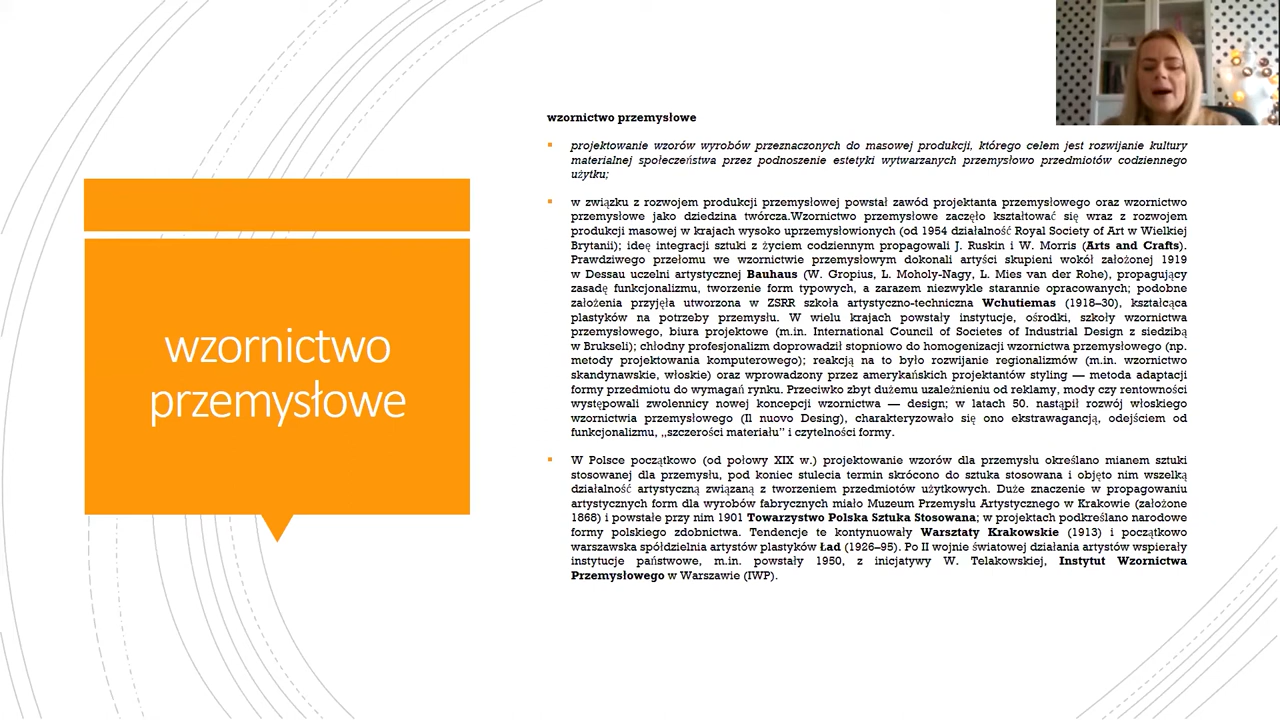 wzornictwo
przemysłowe
wzornictwo przemysłowe
projektowanie wzorów wyrobów przeznaczonych do masowej produkcji, którego celem jest rozwijanie kultury
materialnej społeczeństwa przez podnoszenie estetyki wytwarzanych przemysłowo przedmiotów codziennego
użytku;
w związku z rozwojem produkcji przemysłowej powstał zawód projektanta przemysłowego oraz wzornictwo
przemysłowe jako dziedzina twórcza.Wzornictwo przemysłowe zaczęło kształtować się wraz z rozwojem
produkcji masowej w krajach wysoko uprzemysłowionych (od 1954 działalność Royal Society of Art w Wielkiej
Brytanii); ideę integracji sztuki z życiem codziennym propagowali J. Ruskin i W. Morris (Arts and Crafts).
Prawdziwego przełomu we wzornictwie przemysłowym dokonali artyści skupieni wokół założonej 1919
w Dessau uczelni artystycznej Bauhaus (W. Gropius, L. Moholy-Nagy, L. Mies van der Rohe), propagujący
zasadę funkcjonalizmu, tworzenie form typowych, a zarazem niezwykle starannie opracowanych; podobne
założenia przyjęła utworzona w ZSRR szkoła artystyczno-techniczna Wchutiemas (1918–30), kształcąca
plastyków na potrzeby przemysłu. W wielu krajach powstały instytucje, ośrodki, szkoły wzornictwa
przemysłowego, biura projektowe (m.in. International Council of Societes of Industrial Design z siedzibą
w Brukseli); chłodny profesjonalizm doprowadził stopniowo do homogenizacji wzornictwa przemysłowego (np.
metody projektowania komputerowego); reakcją na to było rozwijanie regionalizmów (m.in. wzornictwo
skandynawskie, włoskie) oraz wprowadzony przez amerykańskich projektantów styling — metoda adaptacji
formy przedmiotu do wymagań rynku. Przeciwko zbyt dużemu uzależnieniu od reklamy, mody czy rentowności
występowali zwolennicy nowej koncepcji wzornictwa — design; w latach 50. nastąpił rozwój włoskiego
wzornictwia przemysłowego (Il nuovo Desing), charakteryzowało się ono ekstrawagancją, odejściem od
funkcjonalizmu, „szczerości materiału” i czytelności formy.
W Polsce początkowo (od połowy XIX w.) projektowanie wzorów dla przemysłu określano mianem sztuki
stosowanej dla przemysłu, pod koniec stulecia termin skrócono do sztuka stosowana i objęto nim wszelką
działalność artystyczną związaną z tworzeniem przedmiotów użytkowych. Duże znaczenie w propagowaniu
artystycznych form dla wyrobów fabrycznych miało Muzeum Przemysłu Artystycznego w Krakowie (założone
1868) i powstałe przy nim 1901 Towarzystwo Polska Sztuka Stosowana; w projektach podkreślano narodowe
formy polskiego zdobnictwa. Tendencje te kontynuowały Warsztaty Krakowskie (1913) i początkowo
warszawska spółdzielnia artystów plastyków Ład (1926–95). Po II wojnie światowej działania artystów wspierały
instytucje państwowe, m.in. powstały 1950, z inicjatywy W. Telakowskiej, Instytut Wzornictwa
Przemysłowego w Warszawie (IWP).